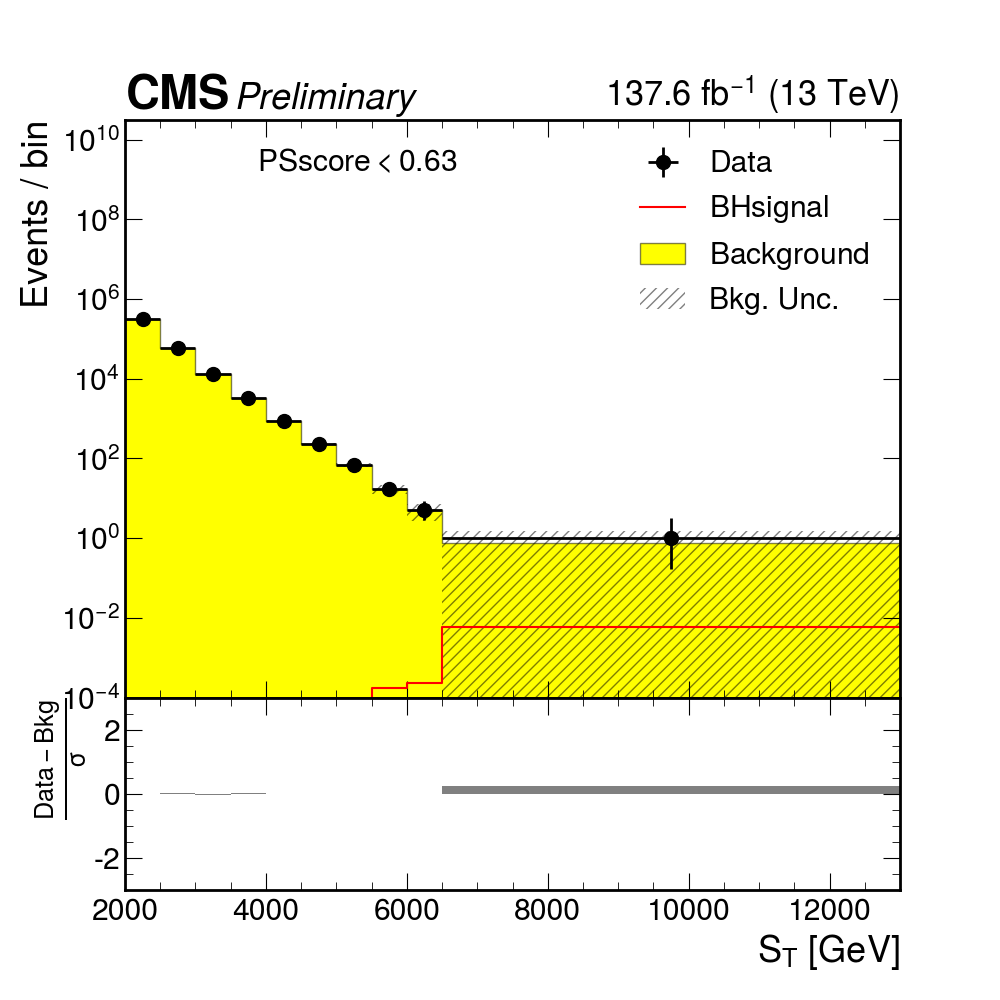 CMS Preliminary 137.6 fb⁻¹ (13 TeV)
Events / bin
PSscore < 0.63
Data
BHsignal
Background
Bkg. Unc.
10¹⁰
10⁸
10⁶
10⁴
10²
10⁰
10⁻²
10⁻⁴
Data – Bkg
σ
2
0
-2
2000 4000 6000 8000 10000 12000
S_T [GeV]